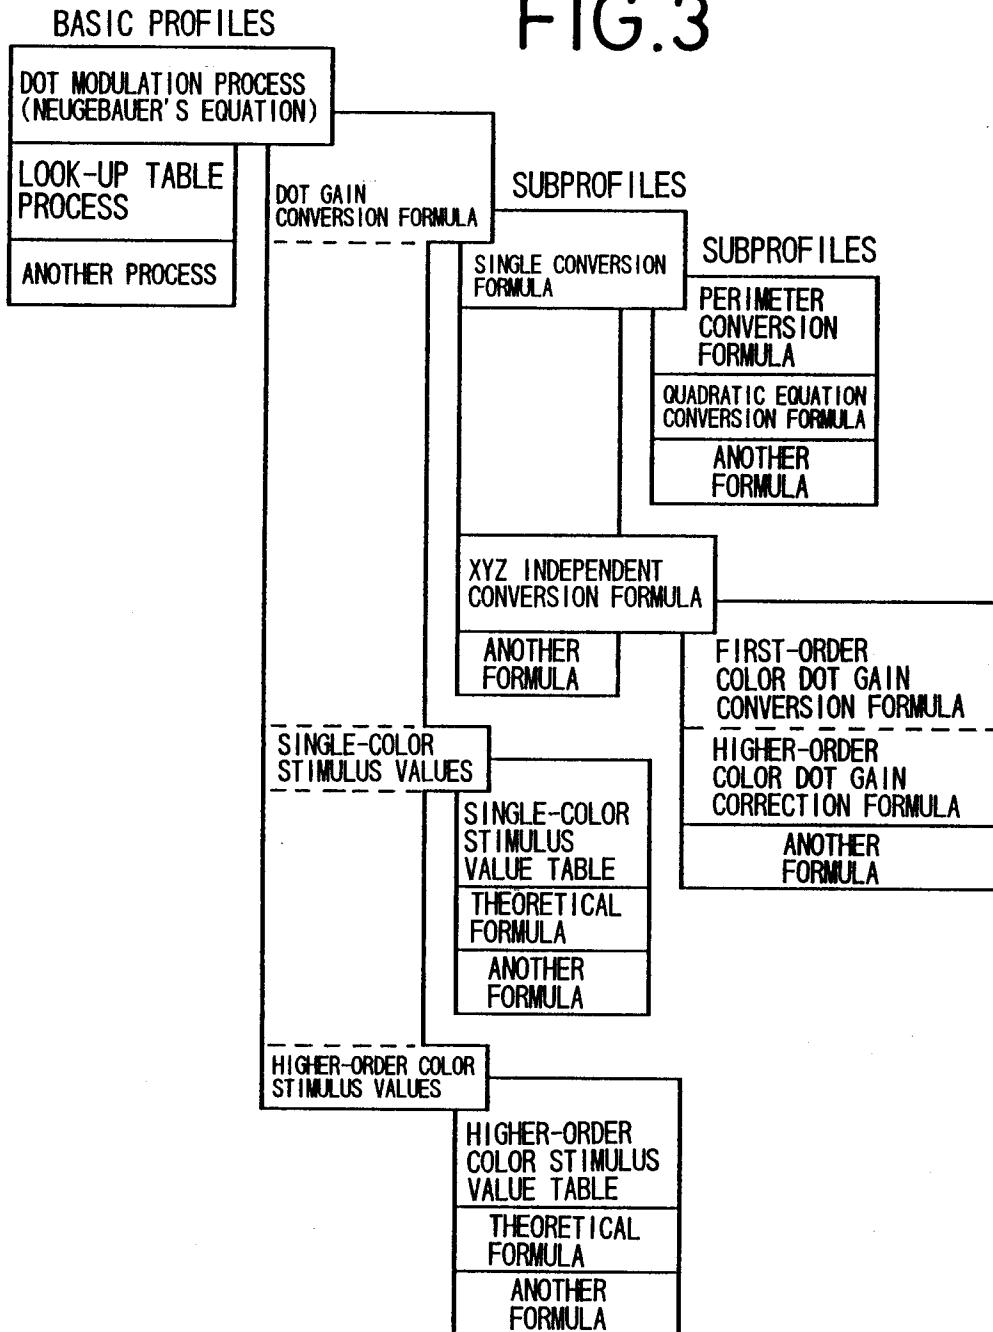 FIG.3
BASIC PROFILES
DOT MODULATION PROCESS
(NEUGEBAUER'S EQUATION)
LOOK-UP TABLE
PROCESS
ANOTHER PROCESS
DOT GAIN
CONVERSION FORMULA
SUBPROFILES
SINGLE CONVERSION
FORMULA
SUBPROFILES
PERIMETER
CONVERSION
FORMULA
QUADRATIC EQUATION
CONVERSION FORMULA
ANOTHER
FORMULA
XYZ INDEPENDENT
CONVERSION FORMULA
ANOTHER
FORMULA
FIRST-ORDER
COLOR DOT GAIN
CONVERSION FORMULA
HIGHER-ORDER
COLOR DOT GAIN
CORRECTION FORMULA
ANOTHER
FORMULA
SINGLE-COLOR
STIMULUS VALUES
SINGLE-COLOR
STIMULUS
VALUE TABLE
THEORETICAL
FORMULA
ANOTHER
FORMULA
HIGHER-ORDER COLOR
STIMULUS VALUES
HIGHER-ORDER
COLOR STIMULUS
VALUE TABLE
THEORETICAL
FORMULA
ANOTHER
FORMULA